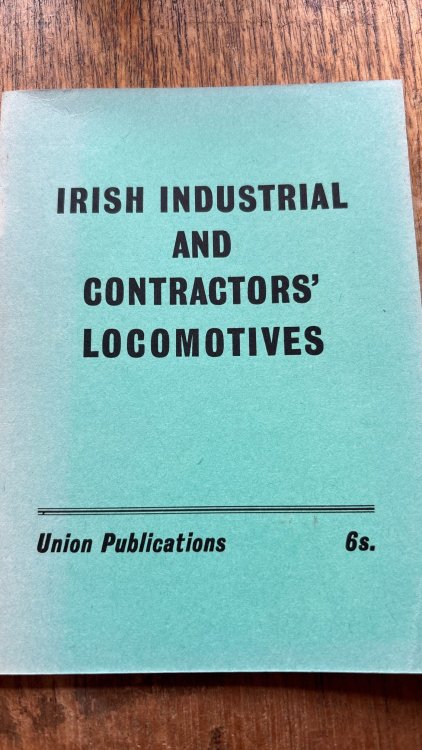 IRISH INDUSTRIAL
AND
CONTRACTORS'
LOCOMOTIVES
Union Publications 6s.